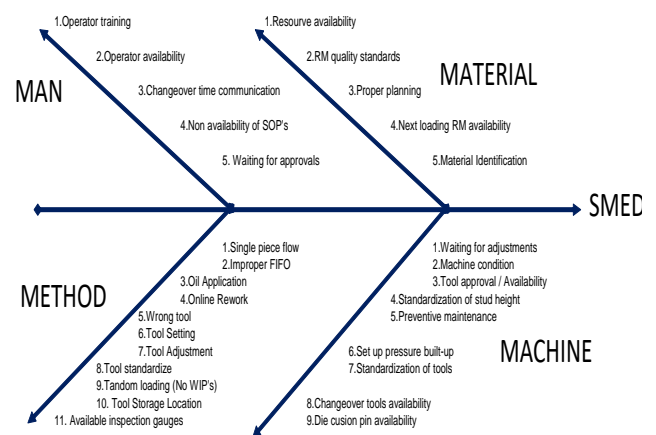 1.Operator training
2.Operator availability
3.Changeover time communication
4.Non availability of SOP's
5. Waiting for approvals
MAN
1.Resourve availability
2.RM quality standards
3.Proper planning
4.Next loading RM availability
5.Material Identification
MATERIAL
SMED
METHOD
1.Single piece flow
2.Improper FIFO
3.Oil Application
4.Online Rework
5.Wrong tool
6.Tool Setting
7.Tool Adjustment
8.Tool standardize
9.Tandom loading (No WIP's)
10. Tool Storage Location
11. Available inspection gauges
1.Waiting for adjustments
2.Machine condition
3.Tool approval / Availability
4.Standardization of stud height
5.Preventive maintenance
6.Set up pressure built-up
7.Standardization of tools
8.Changeover tools availability
9.Die cusion pin availability
MACHINE